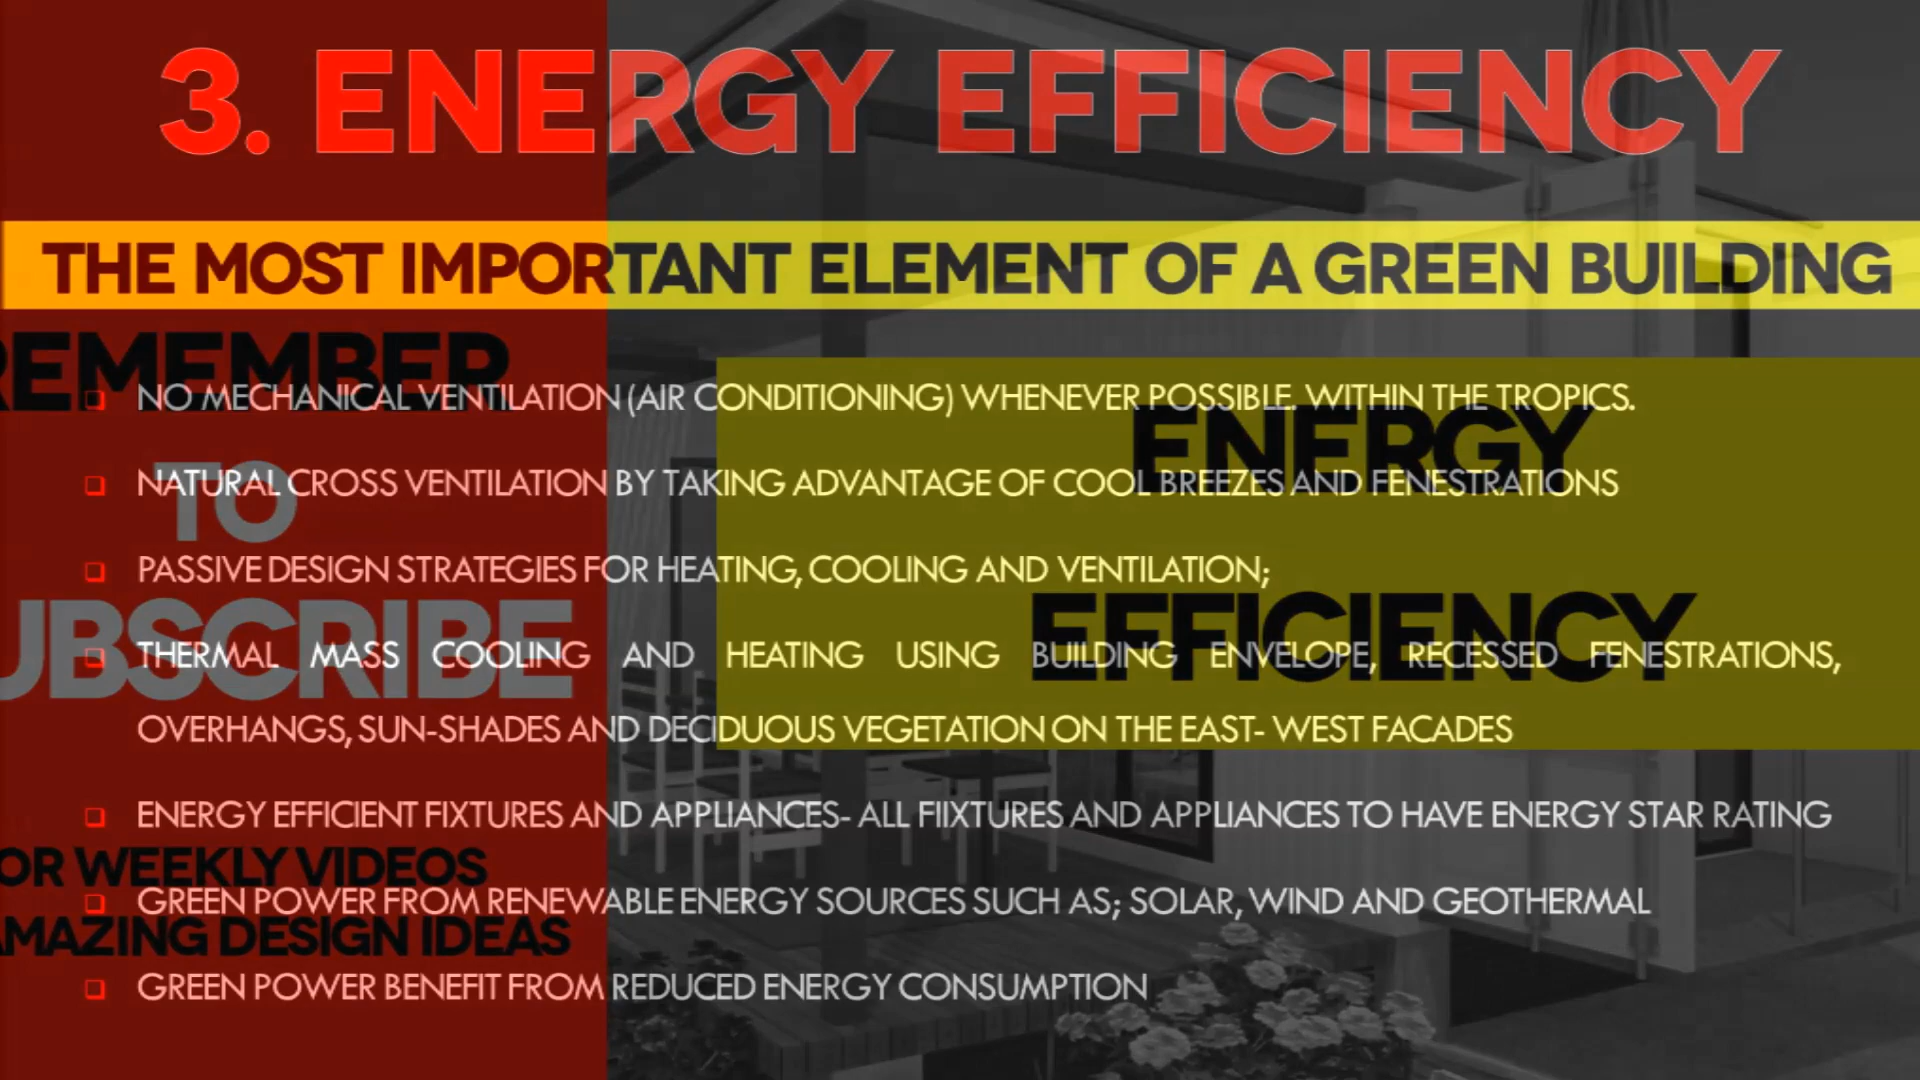 3. ENERGY EFFICIENCY
THE MOST IMPORTANT ELEMENT OF A GREEN BUILDING
REMEMBER
TO
UBSCRIBE
OR WEEKLY VIDEOS
AMAZING DESIGN IDEAS
ENERGY
EFFICIENCY
NO MECHANICAL VENTILATION (AIR CONDITIONING) WHENEVER POSSIBLE. WITHIN THE TROPICS.
NATURAL CROSS VENTILATION BY TAKING ADVANTAGE OF COOL BREEZES AND FENESTRATIONS
PASSIVE DESIGN STRATEGIES FOR HEATING, COOLING AND VENTILATION;
THERMAL MASS COOLING AND HEATING USING BUILDING ENVELOPE, RECESSED FENESTRATIONS,
OVERHANGS, SUN-SHADES AND DECIDUOUS VEGETATION ON THE EAST- WEST FACADES
ENERGY EFFICIENT FIXTURES AND APPLIANCES- ALL FIIXTURES AND APPLIANCES TO HAVE ENERGY STAR RATING
GREEN POWER FROM RENEWABLE ENERGY SOURCES SUCH AS; SOLAR, WIND AND GEOTHERMAL
GREEN POWER BENEFIT FROM REDUCED ENERGY CONSUMPTION